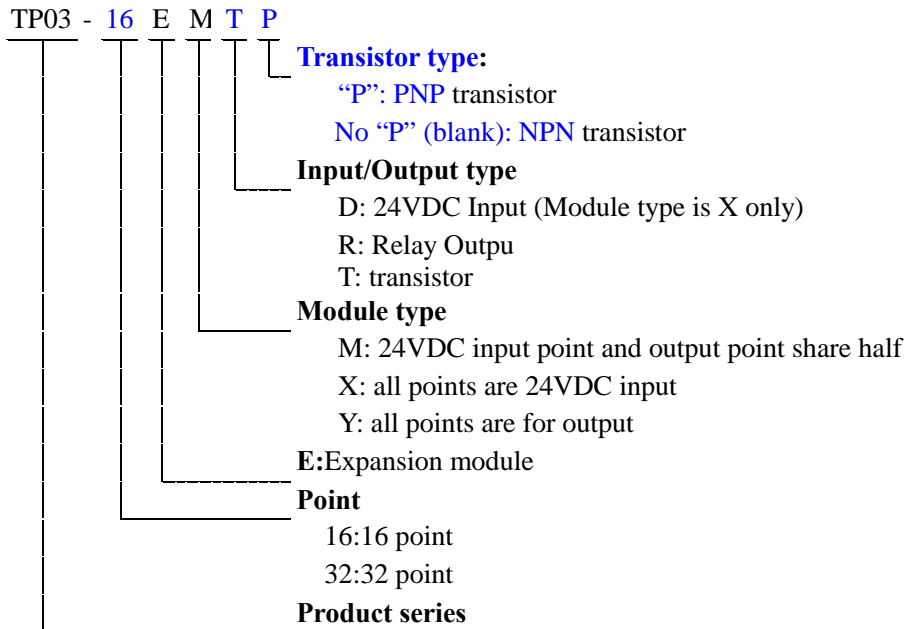 TP03 - 16 E M T P
Transistor type:
“P”: PNP transistor
No “P” (blank): NPN transistor
Input/Output type
D: 24VDC Input (Module type is X only)
R: Relay Outpu
T: transistor
Module type
M: 24VDC input point and output point share half
X: all points are 24VDC input
Y: all points are for output
E:Expansion module
Point
16:16 point
32:32 point
Product series